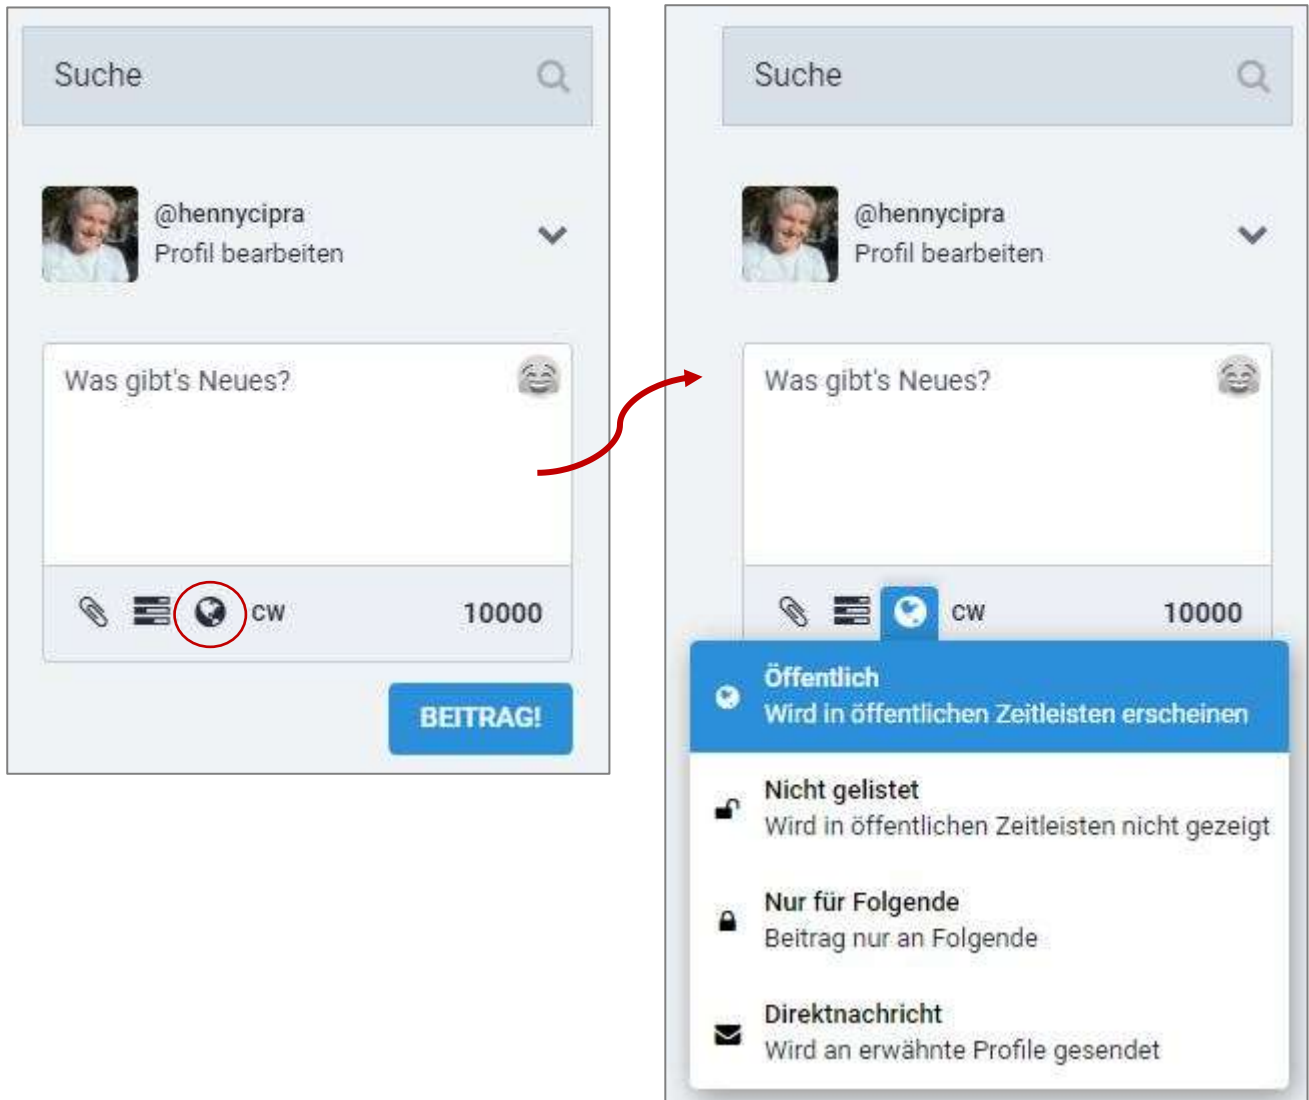 Suche
@hennycipra
Profil bearbeiten
Was gibt's Neues?
CW 10000
BEITRAG!
Suche
@hennycipra
Profil bearbeiten
Was gibt's Neues?
CW 10000
Öffentlich
Wird in öffentlichen Zeitleisten erscheinen
Nicht gelistet
Wird in öffentlichen Zeitleisten nicht gezeigt
Nur für Folgende
Beitrag nur an Folgende
Direktnachricht
Wird an erwähnte Profile gesendet